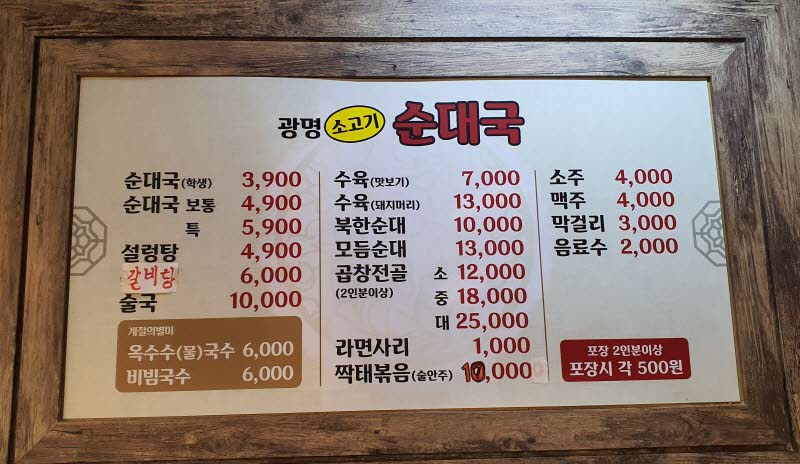 광명 소고기 순대국
순대국(학생) 3,900
순대국 보통 4,900
특 5,900
설렁탕 4,900
갈비탕 6,000
술국 10,000
계절의별미
옥수수(물)국수 6,000
비빔국수 6,000
수육(맛보기) 7,000
수육(돼지머리) 13,000
북한순대 10,000
모듬순대 13,000
곱창전골 소 12,000
(2인분이상) 중 18,000
대 25,000
라면사리 1,000
짝태볶음(술안주) 10,000
소주 4,000
맥주 4,000
막걸리 3,000
음료수 2,000
포장 2인분이상
포장시 각 500원